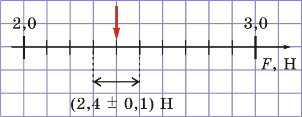 2,0 3,0
F, Н
(2,4 ± 0,1) Н